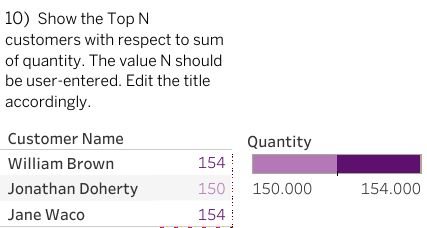 10) Show the Top N
customers with respect to sum
of quantity. The value N should
be user-entered. Edit the title
accordingly.
Customer Name
William Brown 154
Jonathan Doherty 150
Jane Waco 154
Quantity
150.000 154.000